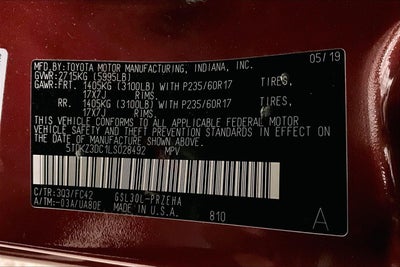 MFD.BY:TOYOTA MOTOR MANUFACTURING, INDIANA, INC. 05/19
GVWR:2715KG (5995LB)
GAWR:FRT. 1405KG (3100LB) WITH P235/60R17 TIRES,
17X7J RIMS
RR. 1405KG (3100LB) WITH P235/60R17 TIRES,
17X7J RIMS
THIS VEHICLE CONFORMS TO ALL APPLICABLE FEDERAL MOTOR
VEHICLE SAFETY AND THEFT PREVENTION STANDARDS IN EFFECT
ON THE DATE OF MANUFACTURE SHOWN ABOVE.
5TDKZ3DC1LS028492 MPV
C/TR:3Q3/FC42 GSL30L-PRZEHA
A/TM:-03A/UA80E
MADE IN U.S.A. 810 A